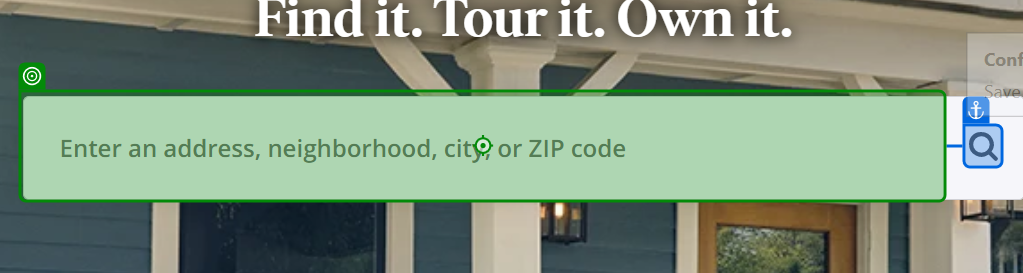 Find it. Tour it. Own it.
Conf
Save
Enter an address, neighborhood, city, or ZIP code